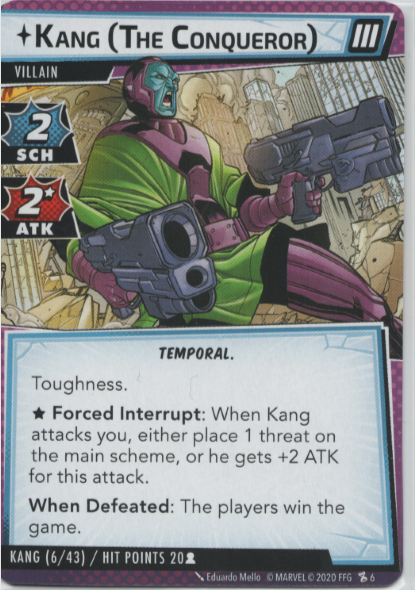 KANG (THE CONQUEROR)
III
VILLAIN
2
SCH
2★
ATK
TEMPORAL.
Toughness.
★ Forced Interrupt: When Kang
attacks you, either place 1 threat on
the main scheme, or he gets +2 ATK
for this attack.
When Defeated: The players win the
game.
KANG (6/43) / HIT POINTS 20
Eduardo Mello © MARVEL © 2020 FFG 6